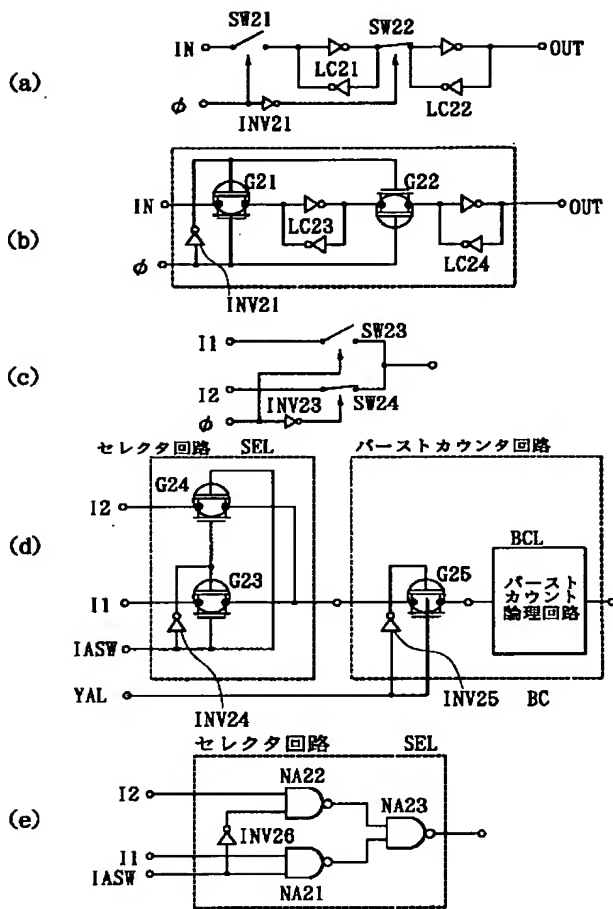 (a)
SW21
SW22
IN
LC21
OUT
ϕ
INV21
LC22
(b)
G21
G22
IN
LC23
OUT
ϕ
LC24
INV21
(c)
I1
SW23
I2
INV23
SW24
ϕ
(d)
セレクタ回路 SEL
バーストカウンタ回路
G24
I2
BCL
G23
G25
バースト
カウント
論理回路
I1
IASW
YAL
INV24
INV25
BC
(e)
セレクタ回路 SEL
NA22
I2
NA23
INV26
I1
IASW
NA21